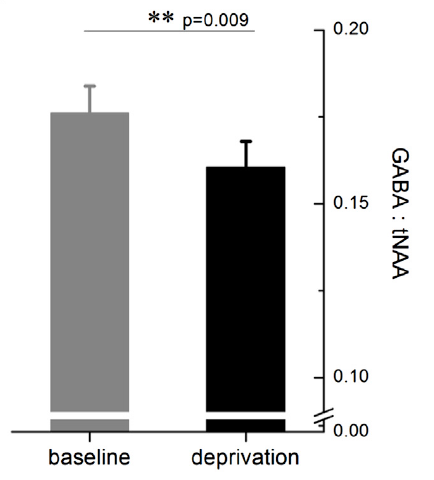 ** p=0.009
0.20
0.15
0.10
0.00
GABA : tNAA
baseline deprivation